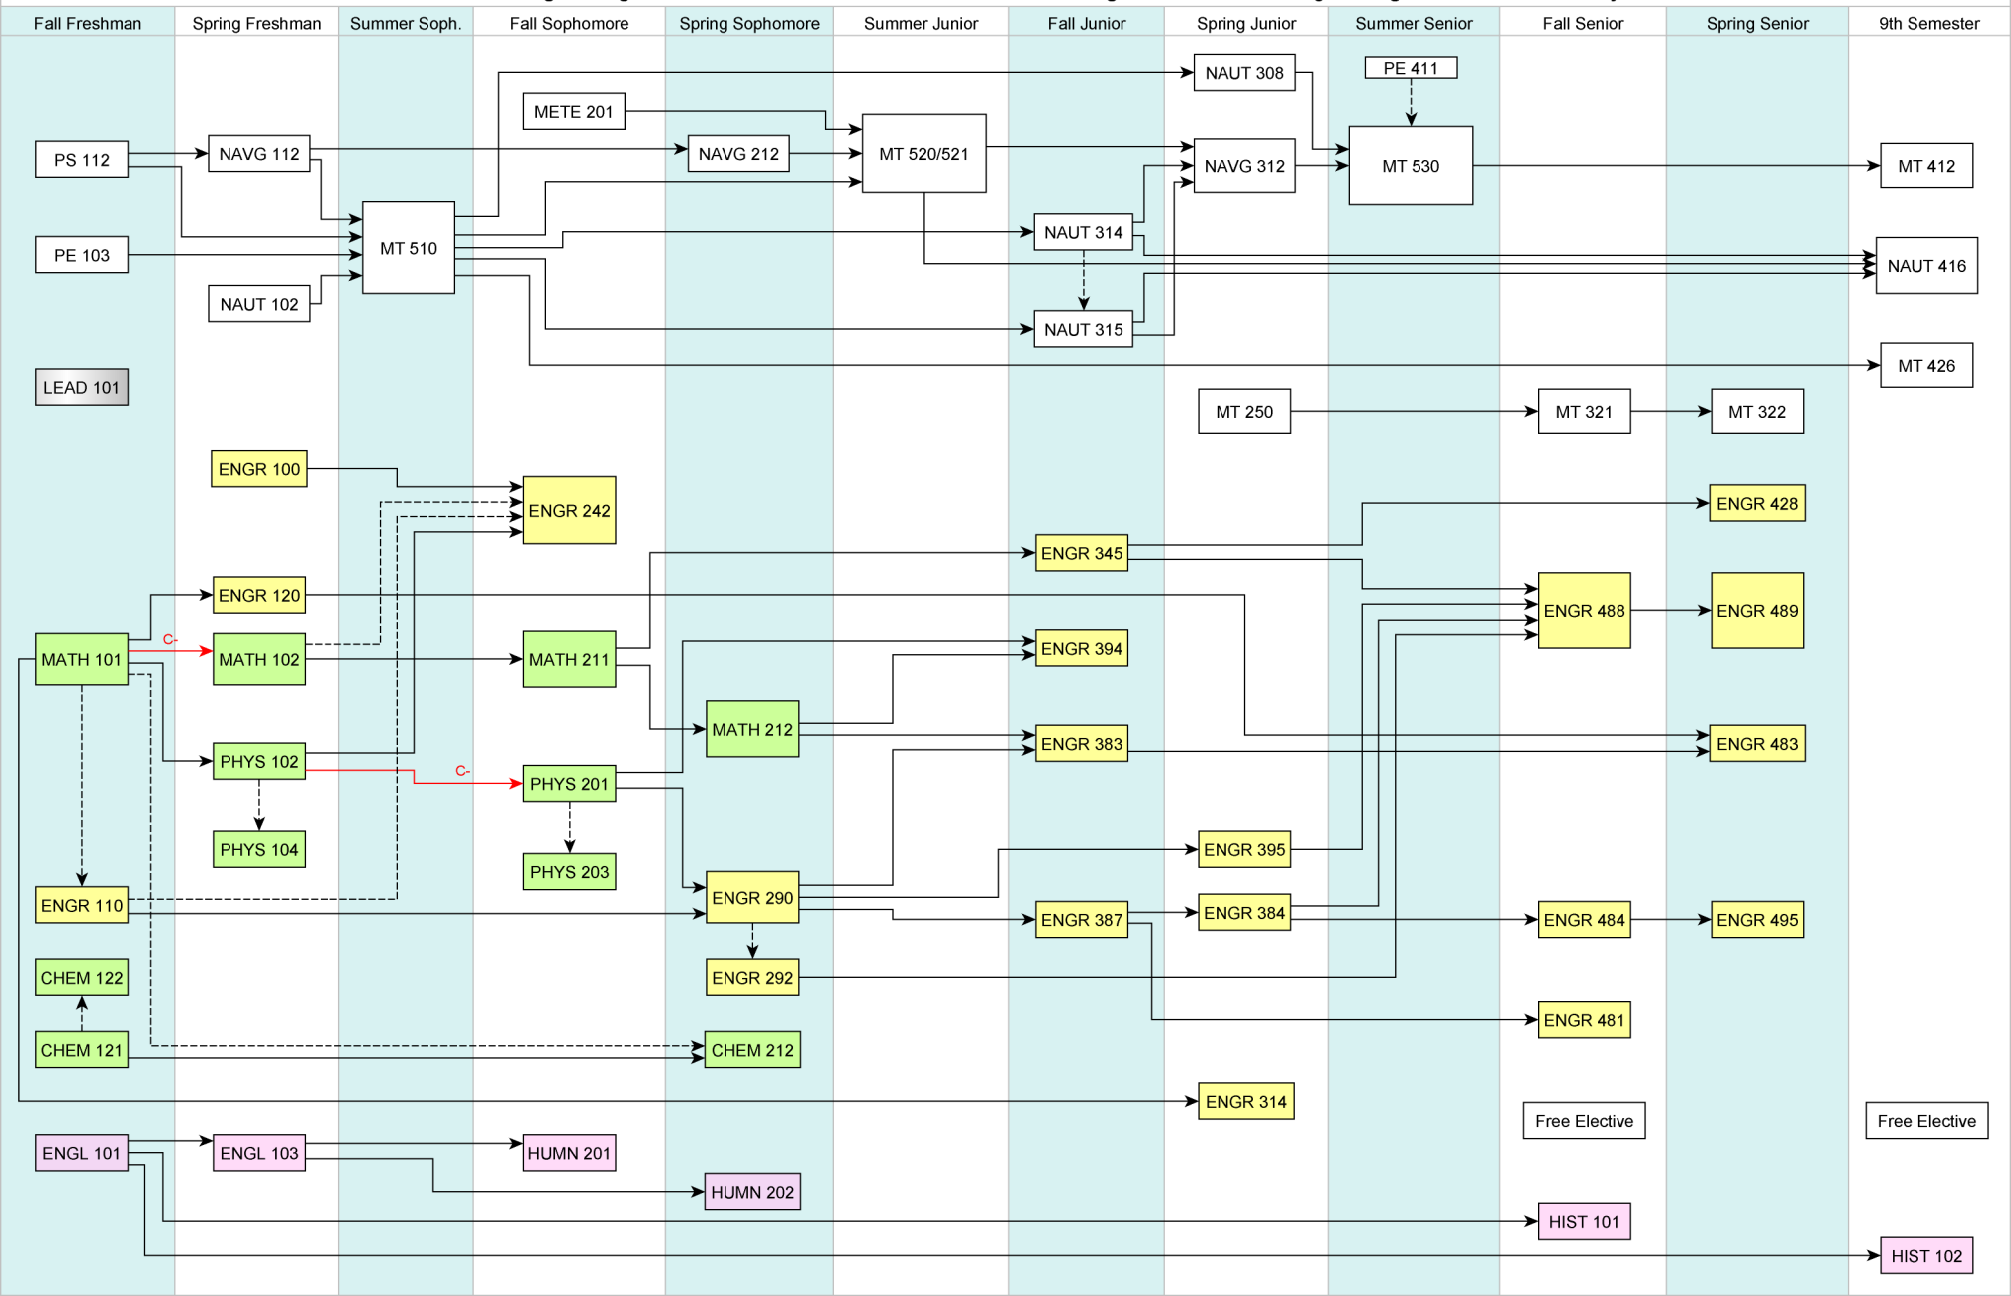 Fall Freshman
Spring Freshman
Summer Soph.
Fall Sophomore
Spring Sophomore
Summer Junior
Fall Junior
Spring Junior
Summer Senior
Fall Senior
Spring Senior
9th Semester
NAUT 308
PE 411
METE 201
PS 112
NAVG 112
NAVG 212
MT 520/521
NAVG 312
MT 530
MT 412
PE 103
MT 510
NAUT 314
NAUT 416
NAUT 102
NAUT 315
MT 426
LEAD 101
MT 250
MT 321
MT 322
ENGR 100
ENGR 242
ENGR 428
ENGR 345
ENGR 120
ENGR 488
ENGR 489
C-
MATH 101
MATH 102
MATH 211
ENGR 394
MATH 212
ENGR 383
ENGR 483
PHYS 102
C-
PHYS 201
PHYS 104
PHYS 203
ENGR 395
ENGR 110
ENGR 290
ENGR 387
ENGR 384
ENGR 484
ENGR 495
CHEM 122
ENGR 292
ENGR 481
CHEM 121
CHEM 212
ENGR 314
Free Elective
Free Elective
ENGL 101
ENGL 103
HUMN 201
HUMN 202
HIST 101
HIST 102